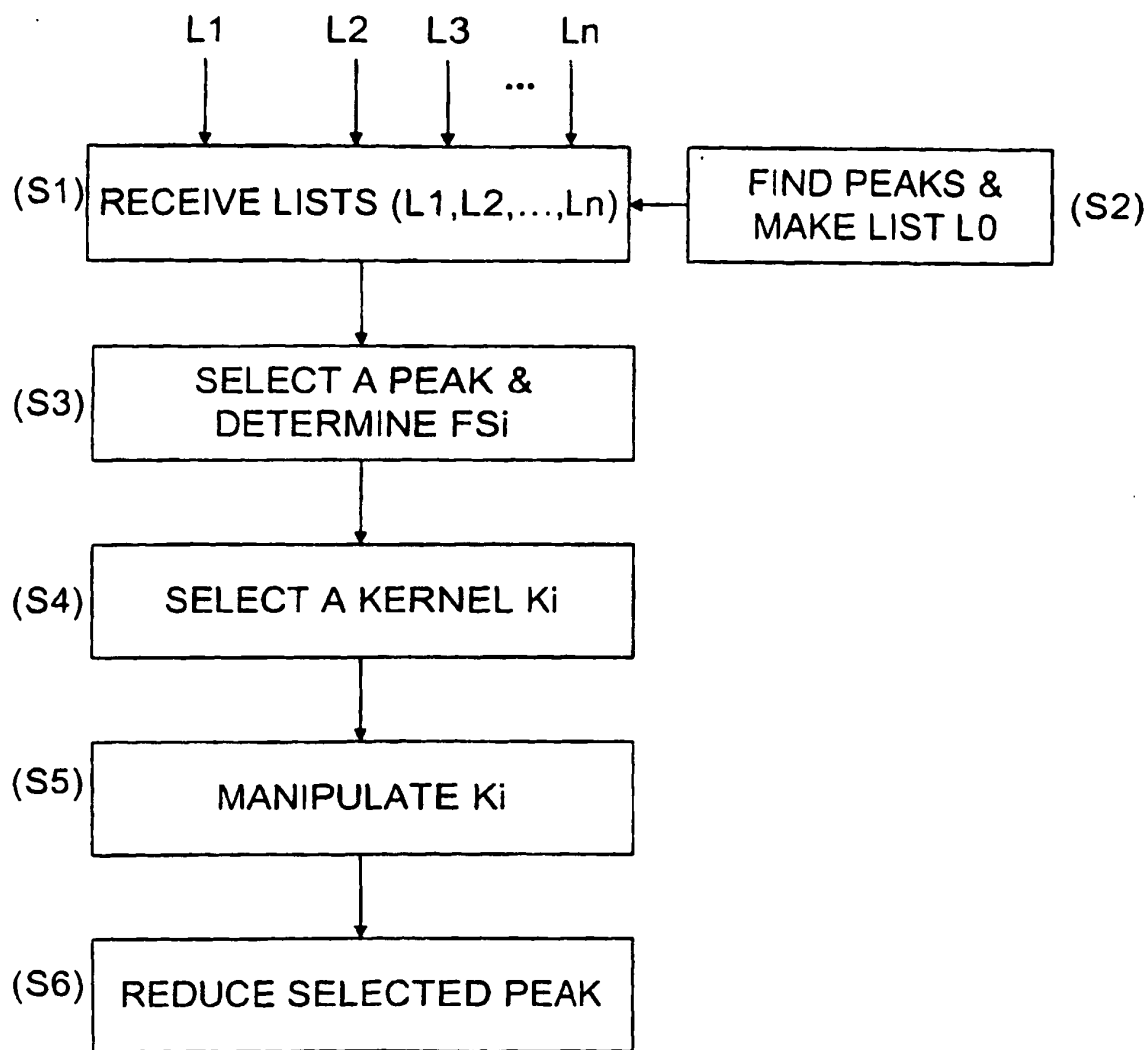 L1 L2 L3 ... Ln
(S1) RECEIVE LISTS (L1,L2,...,Ln)
FIND PEAKS &
MAKE LIST L0
(S2)
(S3)
SELECT A PEAK &
DETERMINE FSi
(S4) SELECT A KERNEL Ki
(S5) MANIPULATE Ki
(S6) REDUCE SELECTED PEAK